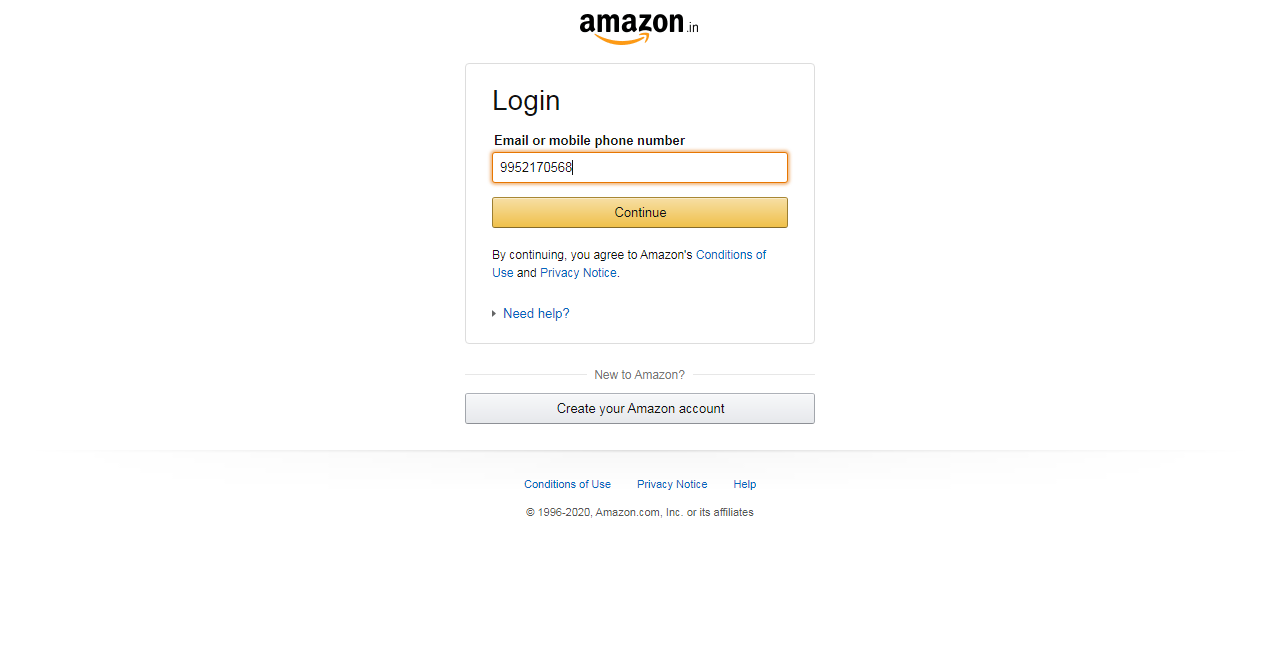 amazon.in
Login
Email or mobile phone number
9952170568
Continue
By continuing, you agree to Amazon's Conditions of
Use and Privacy Notice.
Need help?
New to Amazon?
Create your Amazon account
Conditions of Use Privacy Notice Help
© 1996-2020, Amazon.com, Inc. or its affiliates